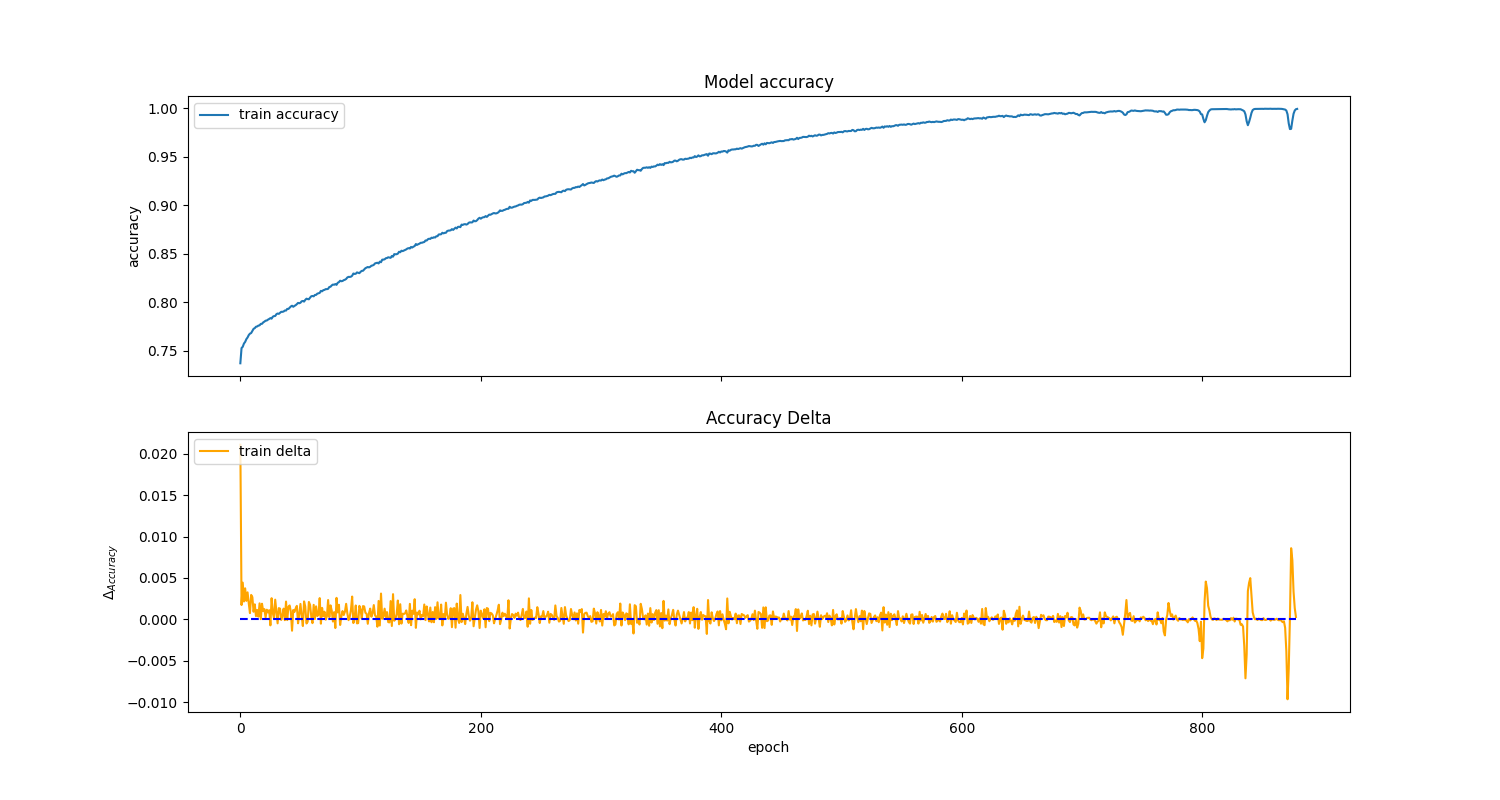 Model accuracy
train accuracy
1.00
0.95
0.90
0.85
0.80
0.75
accuracy
Accuracy Delta
train delta
0.020
0.015
0.010
0.005
0.000
−0.005
−0.010
Δ_Accuracy
0 200 400 600 800
epoch